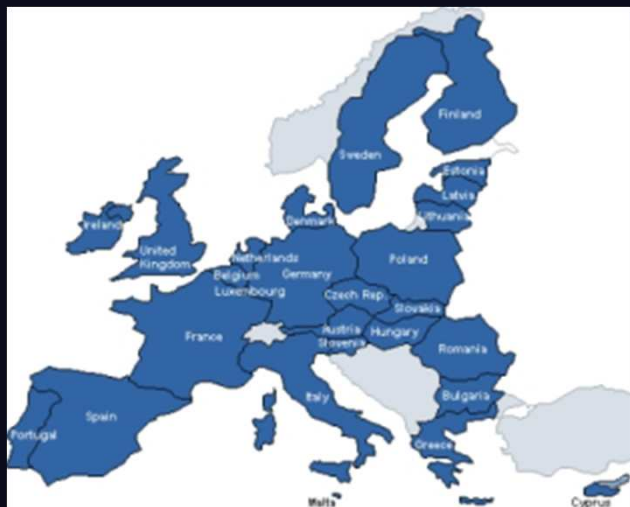 Finland
Sweden
Estonia
Latvia
Lithuania
Denmark
Ireland
United
Kingdom
Netherlands
Belgium
Luxembourg
Germany
Poland
Czech Rep.
Slovakia
Austria
Hungary
Slovenia
France
Romania
Italy
Bulgaria
Spain
Portugal
Greece
Malta
Cyprus